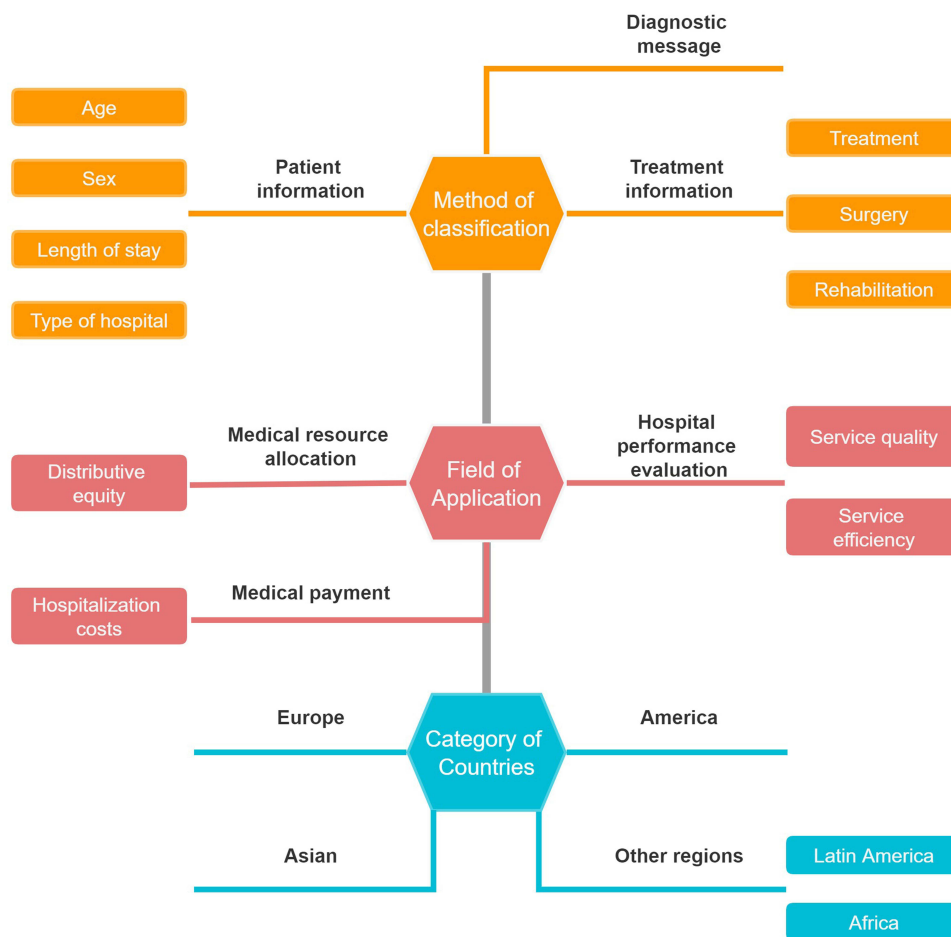 Diagnostic
message
Age
Sex
Length of stay
Type of hospital
Patient
information
Method of
classification
Treatment
information
Treatment
Surgery
Rehabilitation
Medical resource
allocation
Distributive
equity
Field of
Application
Hospital
performance
evaluation
Service quality
Service
efficiency
Medical payment
Hospitalization
costs
Europe
Category of
Countries
America
Asian
Other regions
Latin America
Africa